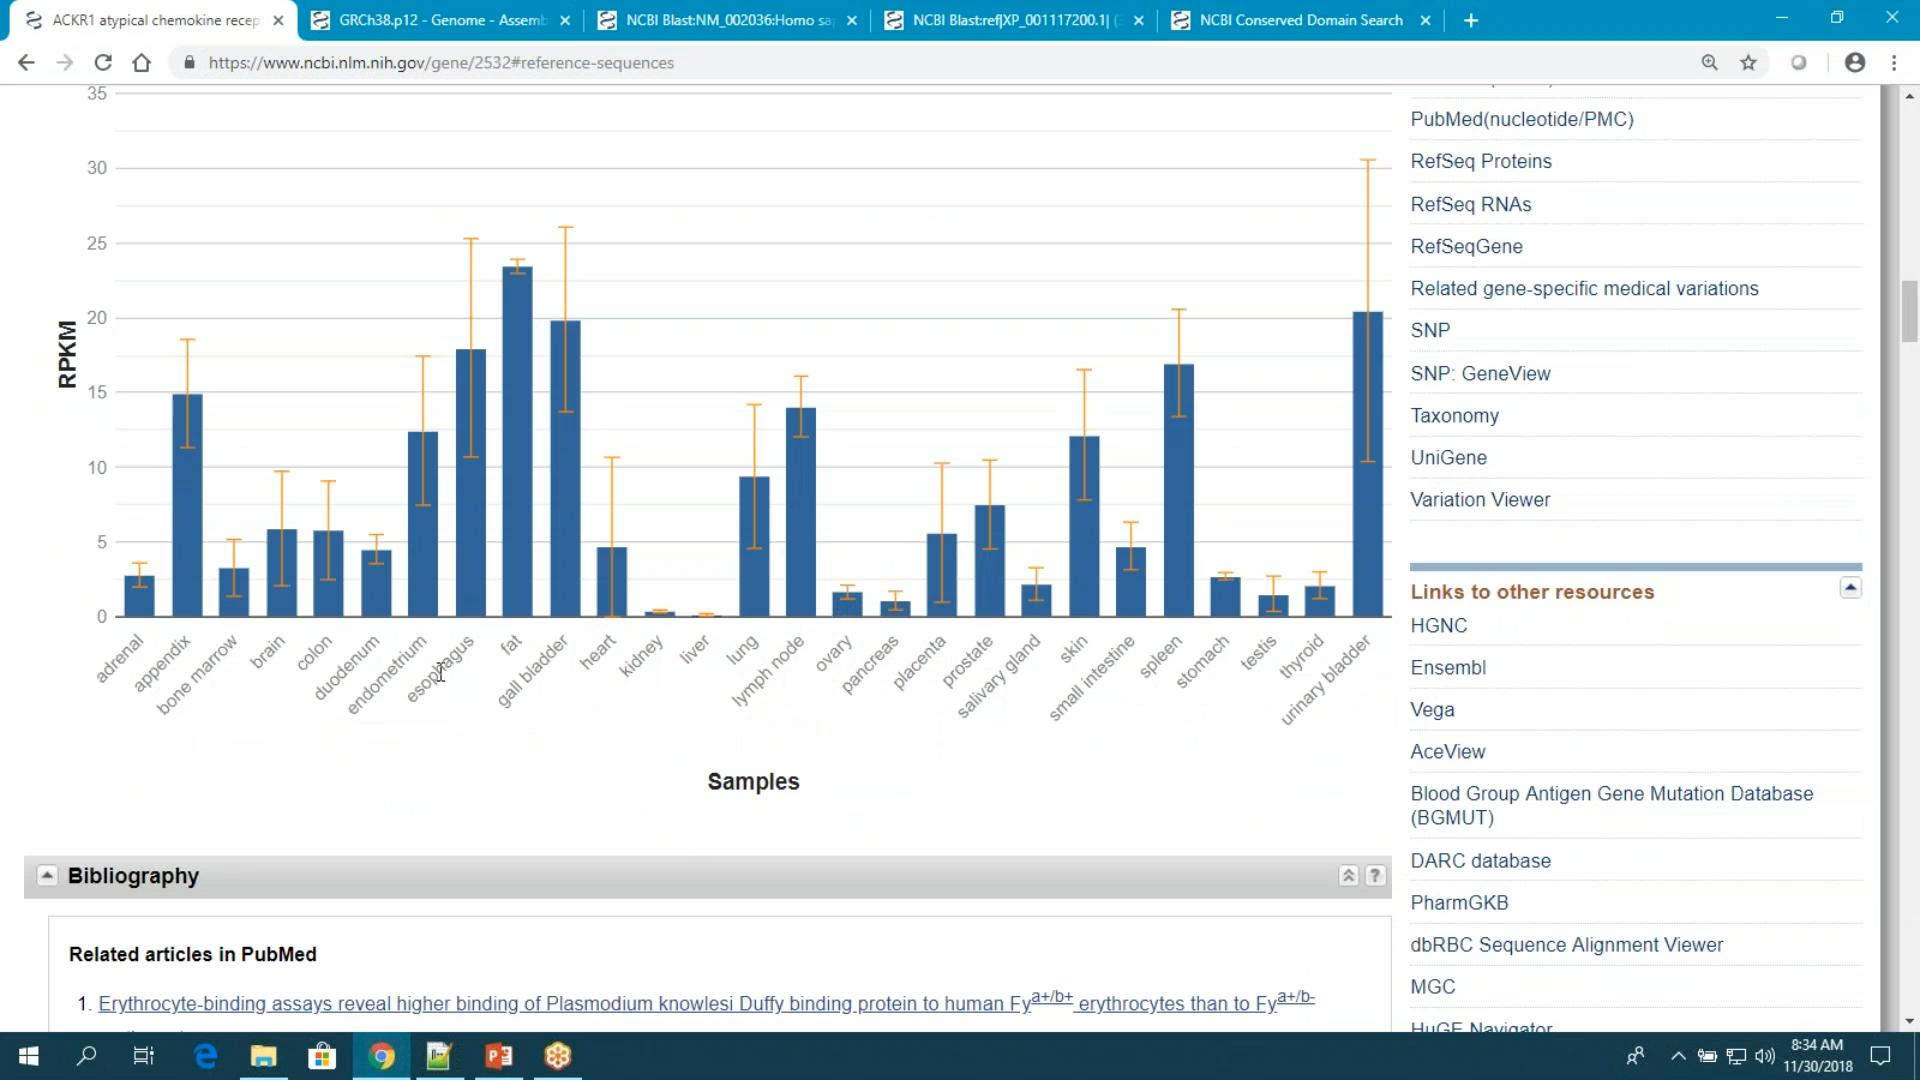 ACKR1 atypical chemokine recep
GRCh38.p12 - Genome - Assemb
NCBI Blast:NM_002036:Homo sa
NCBI Blast:ref|XP_001117200.1| (
NCBI Conserved Domain Search
https://www.ncbi.nlm.nih.gov/gene/2532#reference-sequences
35
30
25
20
15
10
5
0
RPKM
adrenal
appendix
bone marrow
brain
colon
duodenum
endometrium
esophagus
fat
gall bladder
heart
kidney
liver
lung
lymph node
ovary
pancreas
placenta
prostate
salivary gland
skin
small intestine
spleen
stomach
testis
thyroid
urinary bladder
Samples
Bibliography
?
Related articles in PubMed
1. Erythrocyte-binding assays reveal higher binding of Plasmodium knowlesi Duffy binding protein to human Fya+/b+ erythrocytes than to Fya+/b-
PubMed(nucleotide/PMC)
RefSeq Proteins
RefSeq RNAs
RefSeqGene
Related gene-specific medical variations
SNP
SNP: GeneView
Taxonomy
UniGene
Variation Viewer
Links to other resources
HGNC
Ensembl
Vega
AceView
Blood Group Antigen Gene Mutation Database
(BGMUT)
DARC database
PharmGKB
dbRBC Sequence Alignment Viewer
MGC
HuGE Navigator
8:34 AM
11/30/2018